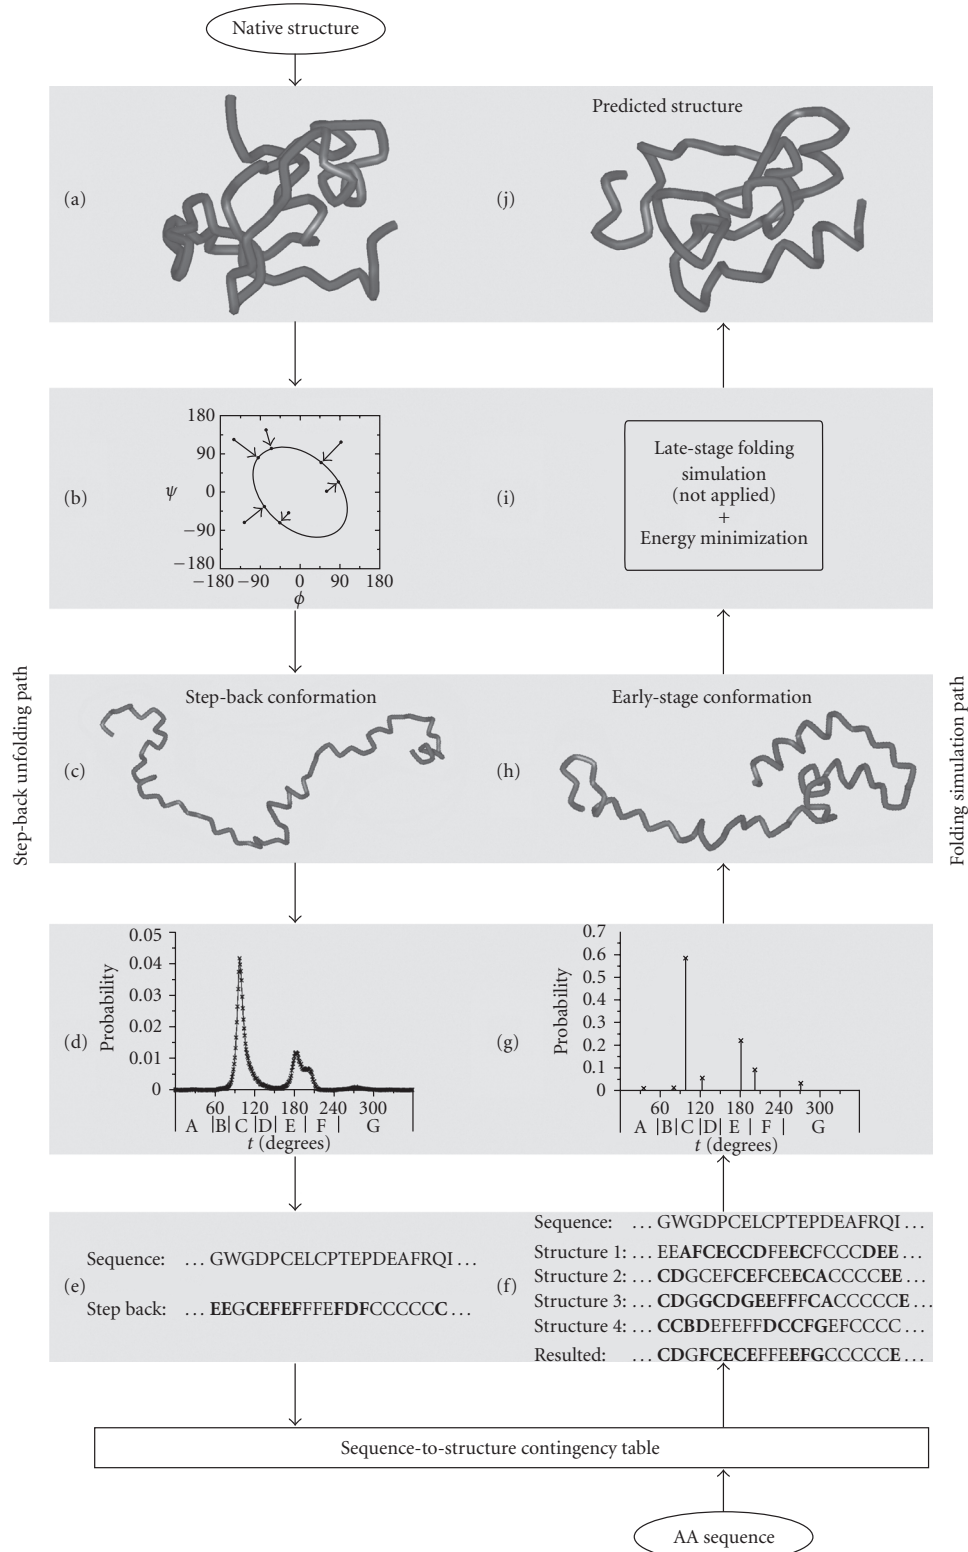 Native structure
Predicted structure
(a)
(j)
180
90
0
−90
−180
ψ
−180 −90 0 90 180
ϕ
(b)
(i)
Late-stage folding
simulation
(not applied)
+
Energy minimization
Step-back unfolding path
Folding simulation path
Step-back conformation
Early-stage conformation
(c)
(h)
0.05
0.04
0.03
0.02
0.01
0
Probability
(d)
60 120 180 240 300
A B C D E F G
t (degrees)
0.7
0.6
0.5
0.4
0.3
0.2
0.1
0
Probability
(g)
60 120 180 240 300
A B C D E F G
t (degrees)
Sequence: ... GWGDPCELCPTEPDEAFRQI ...
(e)
Step back: ... EEGCEFEFFFEFDFCCCCCC ...
Sequence: ... GWGDPCELCPTEPDEAFRQI ...
Structure 1: ... EEAFCECCDFEECFCCCDEE ...
(f)
Structure 2: ... CDGCEFCEFCEECACCCCEE ...
Structure 3: ... CDGGCDGEEFFFCACCCCCE ...
Structure 4: ... CCBDEFEFFDCCFGEFCCCC ...
Resulted: ... CDGFCECEFFEEFGCCCCCE ...
Sequence-to-structure contingency table
AA sequence